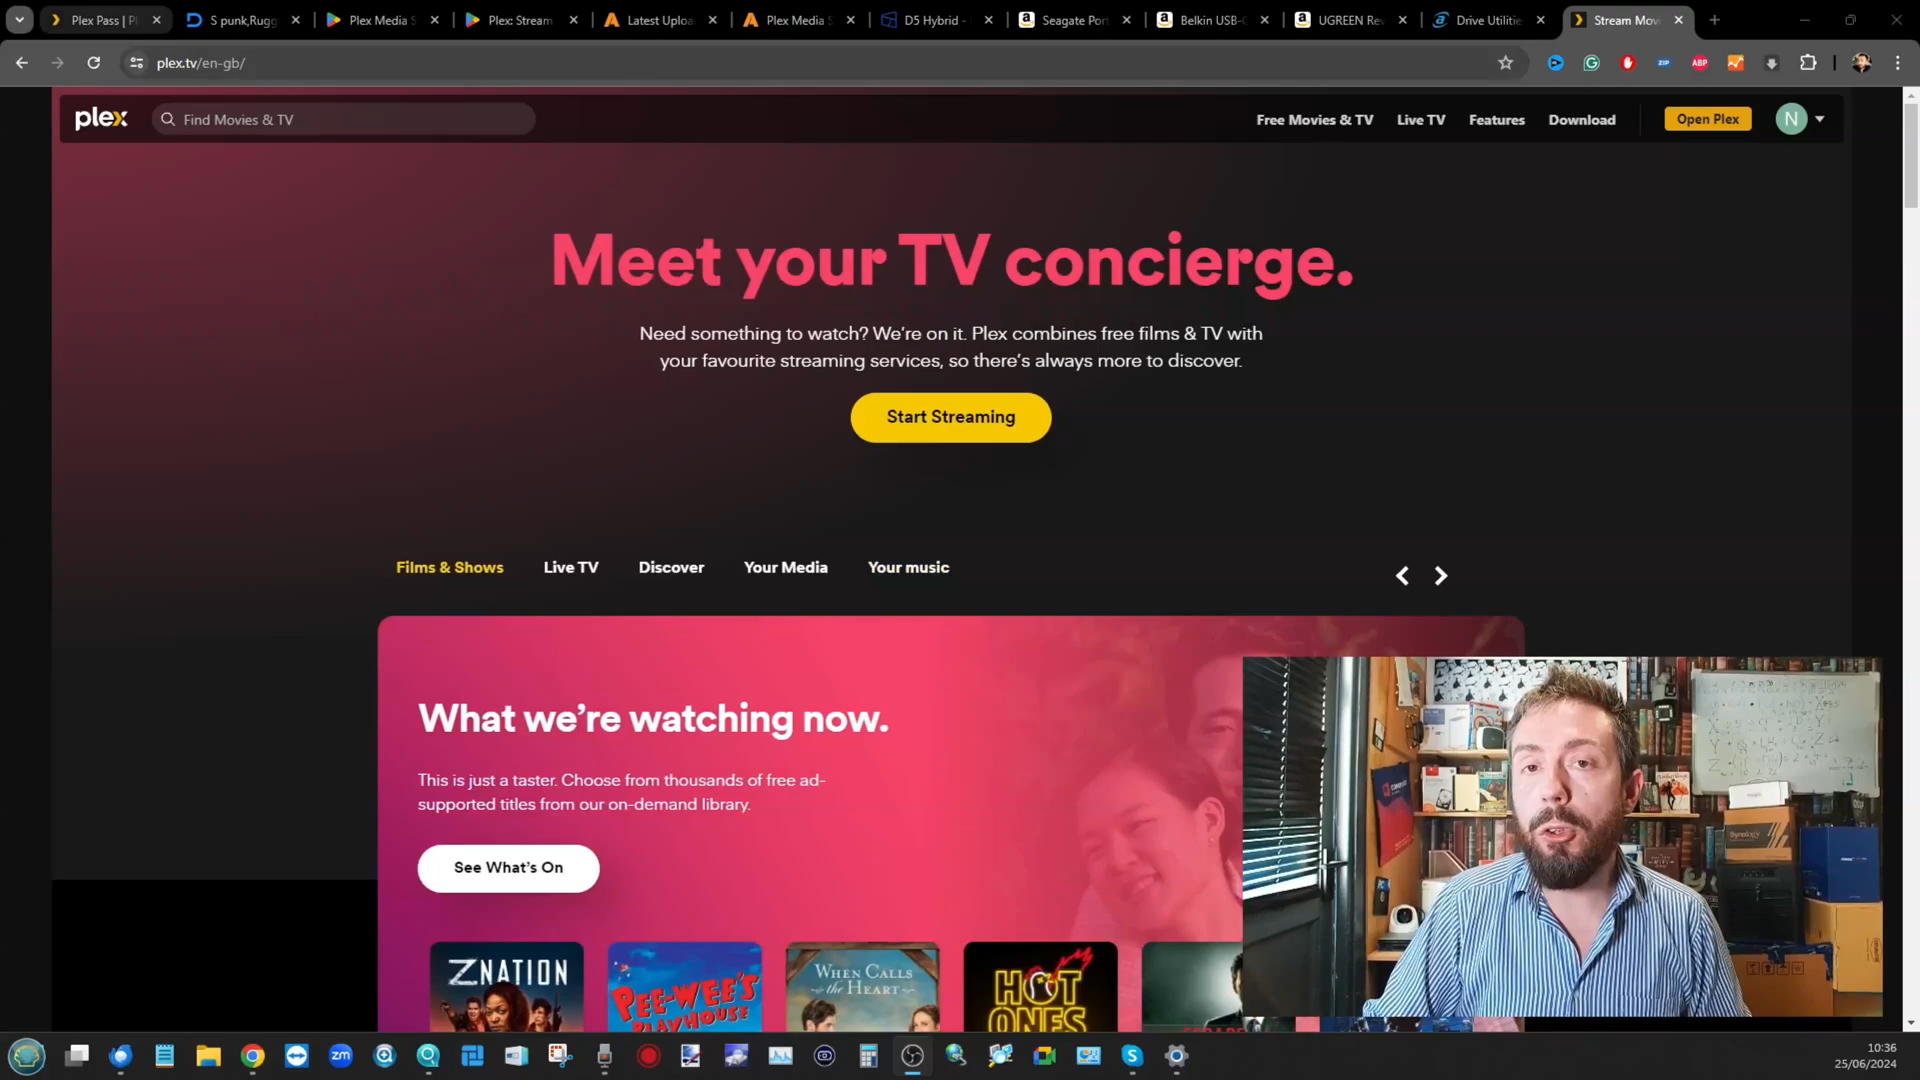 Plex Pass | Pl
S punk,Rugg
Plex Media S
Plex: Stream
Latest Uploa
Plex Media S
D5 Hybrid -
Seagate Port
Belkin USB-C
UGREEN Rev
Drive Utilitie
Stream Mov
plex.tv/en-gb/
ZIP
ABP
plex
Find Movies & TV
Free Movies & TV
Live TV
Features
Download
Open Plex
N
Meet your TV concierge.
Need something to watch? We're on it. Plex combines free films & TV with
your favourite streaming services, so there's always more to discover.
Start Streaming
Films & Shows
Live TV
Discover
Your Media
Your music
What we're watching now.
This is just a taster. Choose from thousands of free ad-
supported titles from our on-demand library.
See What's On
ZNATION
PEE-WEE'S
PLAYHOUSE
WHEN CALLS
the HEART
HOT
ONES
Synology
zm
10:36
25/06/2024